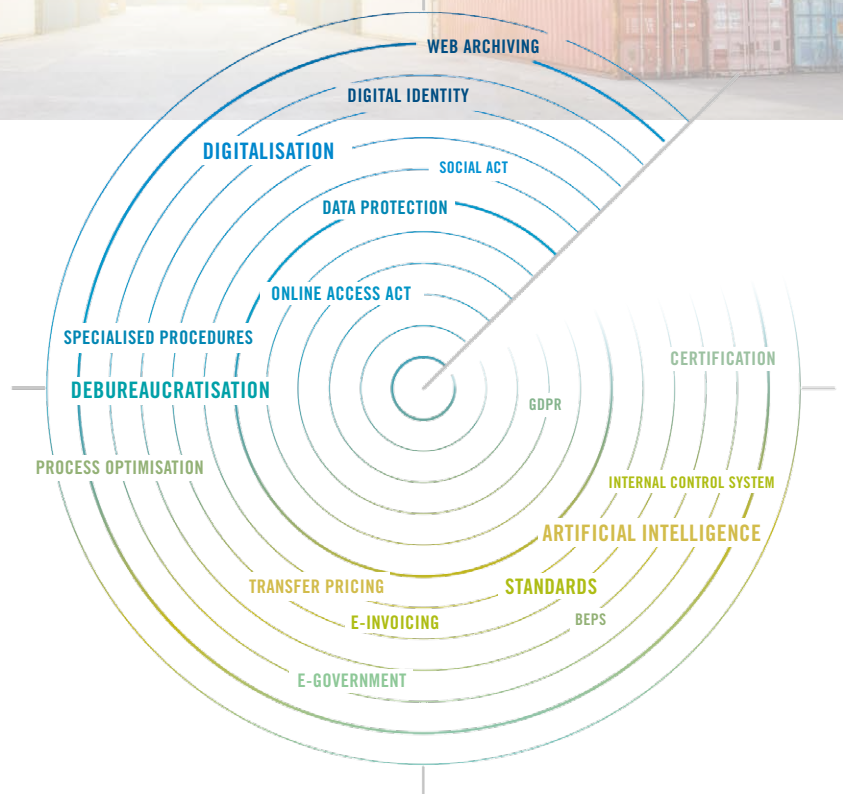 WEB ARCHIVING
DIGITAL IDENTITY
DIGITALISATION
SOCIAL ACT
DATA PROTECTION
ONLINE ACCESS ACT
SPECIALISED PROCEDURES
CERTIFICATION
DEBUREAUCRATISATION
GDPR
PROCESS OPTIMISATION
INTERNAL CONTROL SYSTEM
ARTIFICIAL INTELLIGENCE
TRANSFER PRICING
STANDARDS
E-INVOICING
BEPS
E-GOVERNMENT